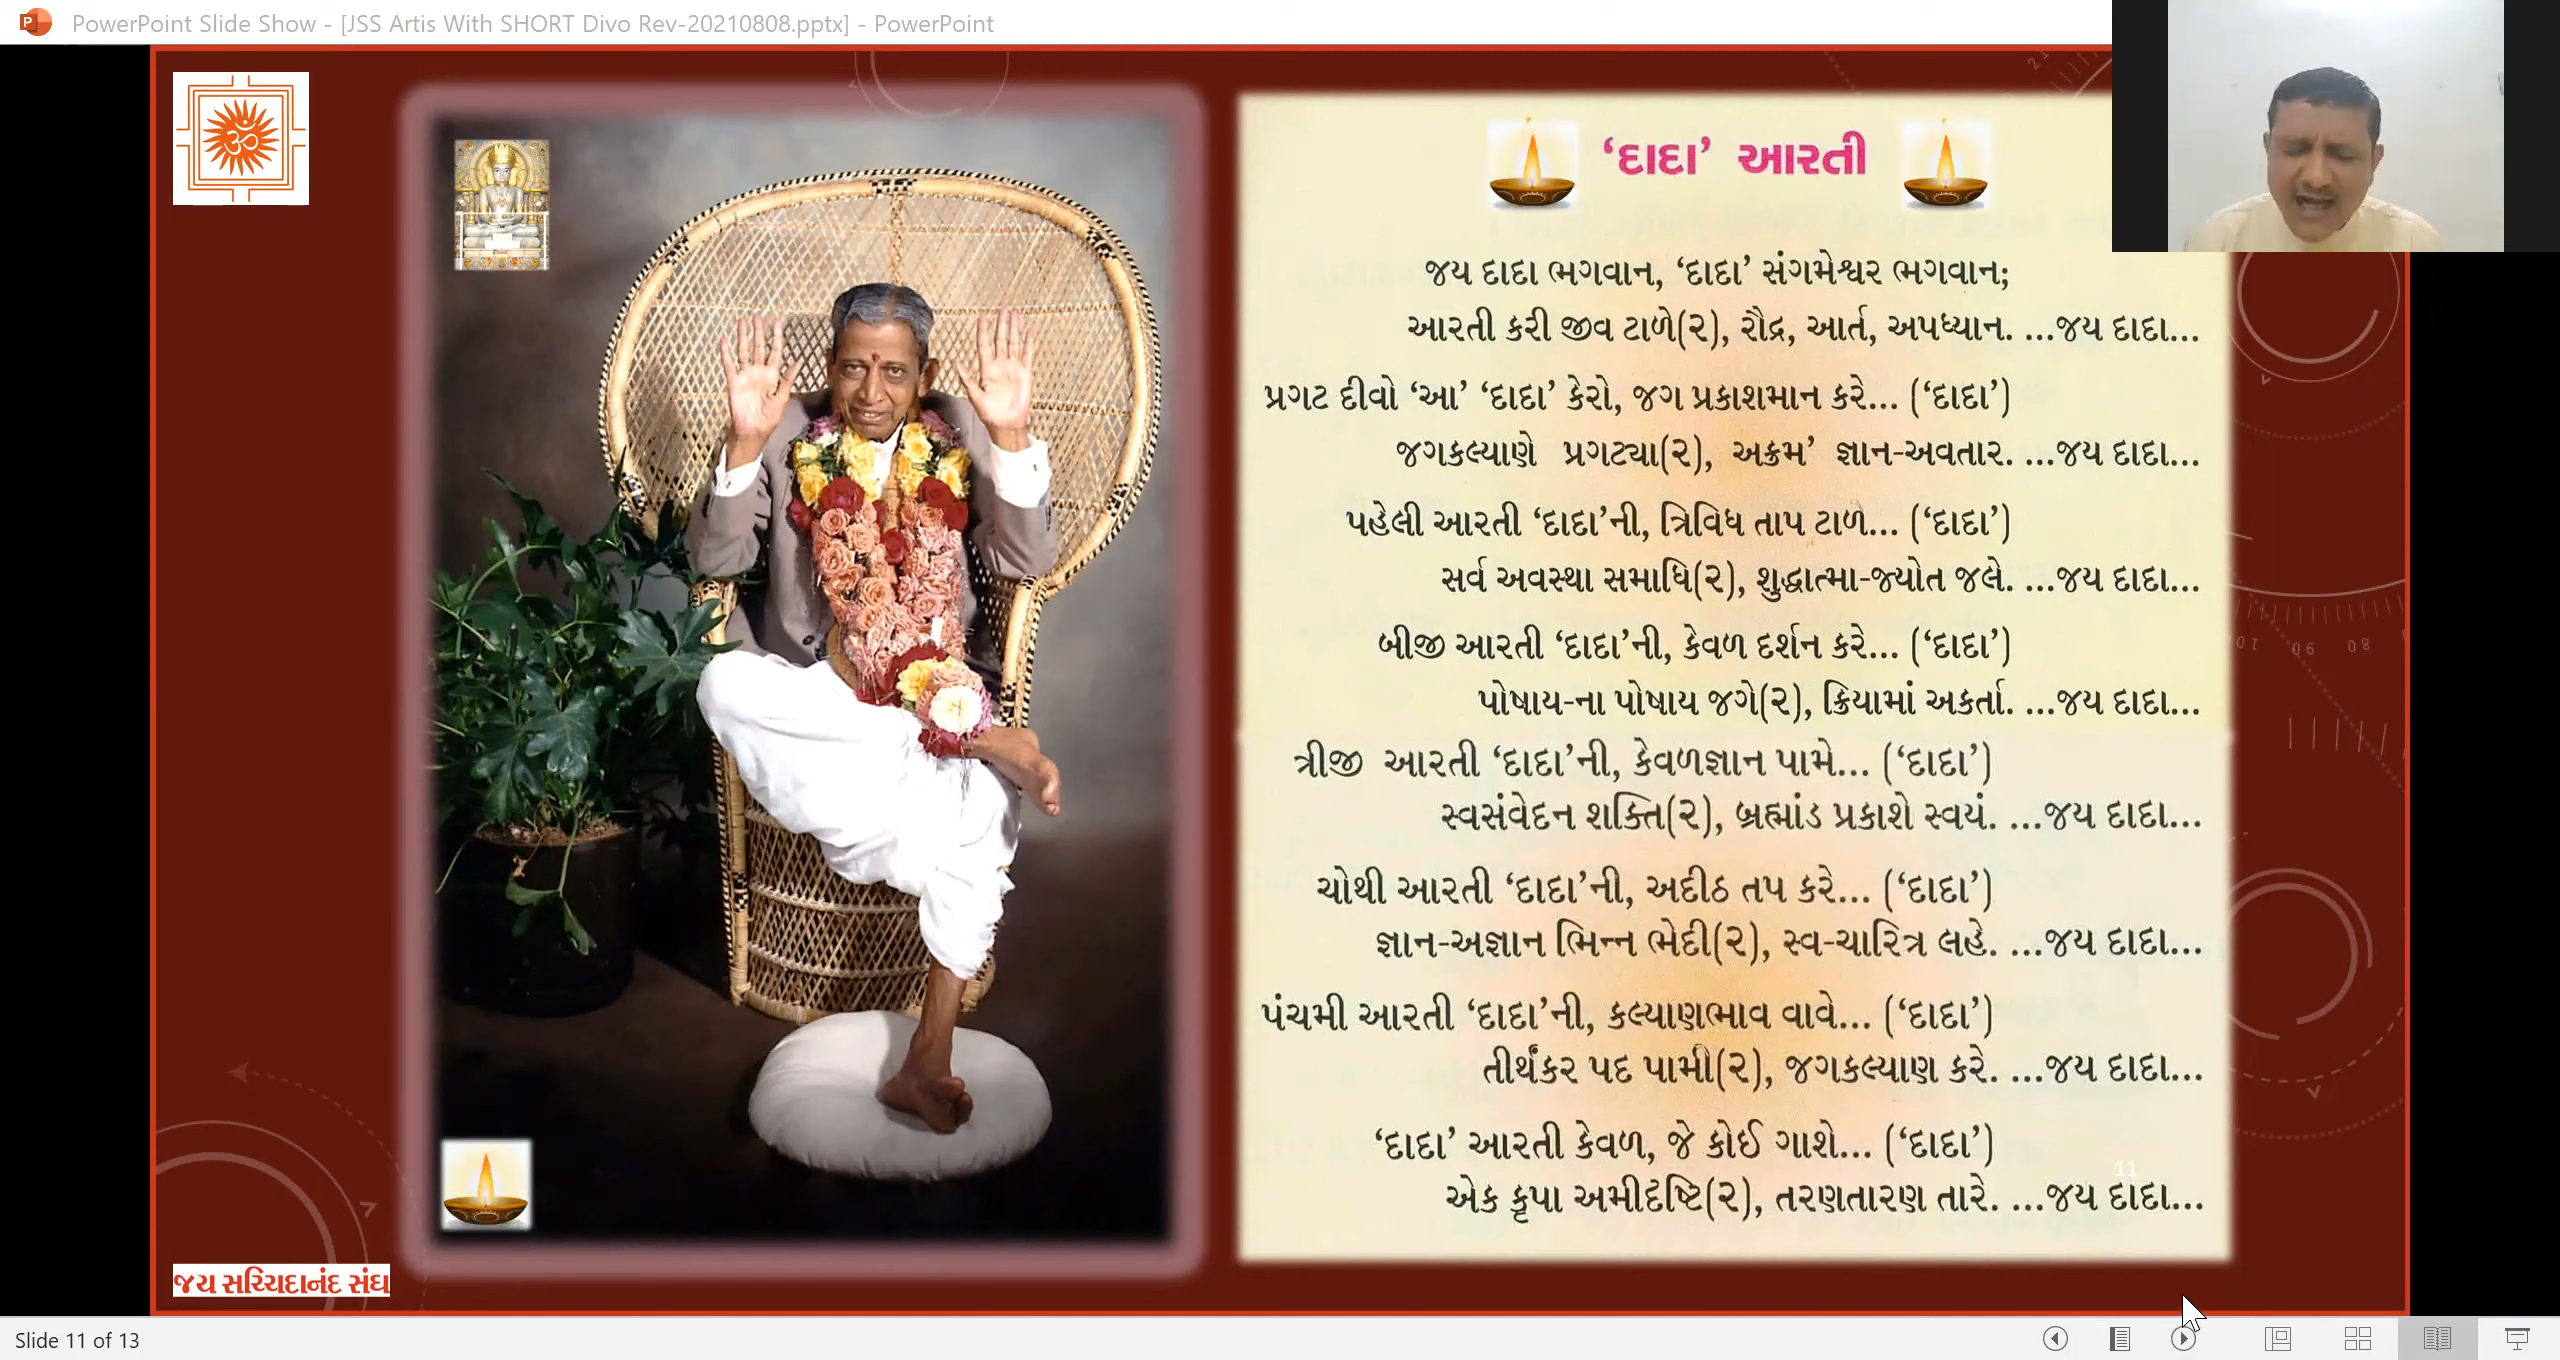 PowerPoint Slide Show - [JSS Artis With SHORT Divo Rev-20210808.pptx] - PowerPoint
‘દાદા’ આરતી
જય દાદા ભગવાન, ‘દાદા’ સંગમેશ્વર ભગવાન;
આરતી કરી જીવ ટાળે(૨), રૌદ્ર, આર્ત, અપધ્યાન. ...જય દાદા...
પ્રગટ દીવો ‘આ’ ‘દાદા’ કેરો, જગ પ્રકાશમાન કરે... (‘દાદા’)
જગકલ્યાણે પ્રગટ્યા(૨), અક્રમ’ જ્ઞાન-અવતાર. ...જય દાદા...
પહેલી આરતી ‘દાદા’ની, ત્રિવિધ તાપ ટાળે... (‘દાદા’)
સર્વ અવસ્થા સમાધિ(૨), શુદ્ધાત્મા-જ્યોત જલે. ...જય દાદા...
બીજી આરતી ‘દાદા’ની, કેવળ દર્શન કરે... (‘દાદા’)
પોષાય-ના પોષાય જગે(૨), ક્રિયામાં અકર્તા. ...જય દાદા...
ત્રીજી આરતી ‘દાદા’ની, કેવળજ્ઞાન પામે... (‘દાદા’)
સ્વસંવેદન શક્તિ(૨), બ્રહ્માંડ પ્રકાશે સ્વયં. ...જય દાદા...
ચોથી આરતી ‘દાદા’ની, અદીઠ તપ કરે... (‘દાદા’)
જ્ઞાન-અજ્ઞાન ભિન્ન ભેદી(૨), સ્વ-ચારિત્ર લહે. ...જય દાદા...
પંચમી આરતી ‘દાદા’ની, કલ્યાણભાવ વાવે... (‘દાદા’)
તીર્થંકર પદ પામી(૨), જગકલ્યાણ કરે. ...જય દાદા...
‘દાદા’ આરતી કેવળ, જે કોઈ ગાશે... (‘દાદા’)
11
એક કૃપા અમીદૃષ્ટિ(૨), તરણતારણ તારે. ...જય દાદા...
જય સચ્ચિદાનંદ સંઘ
Slide 11 of 13